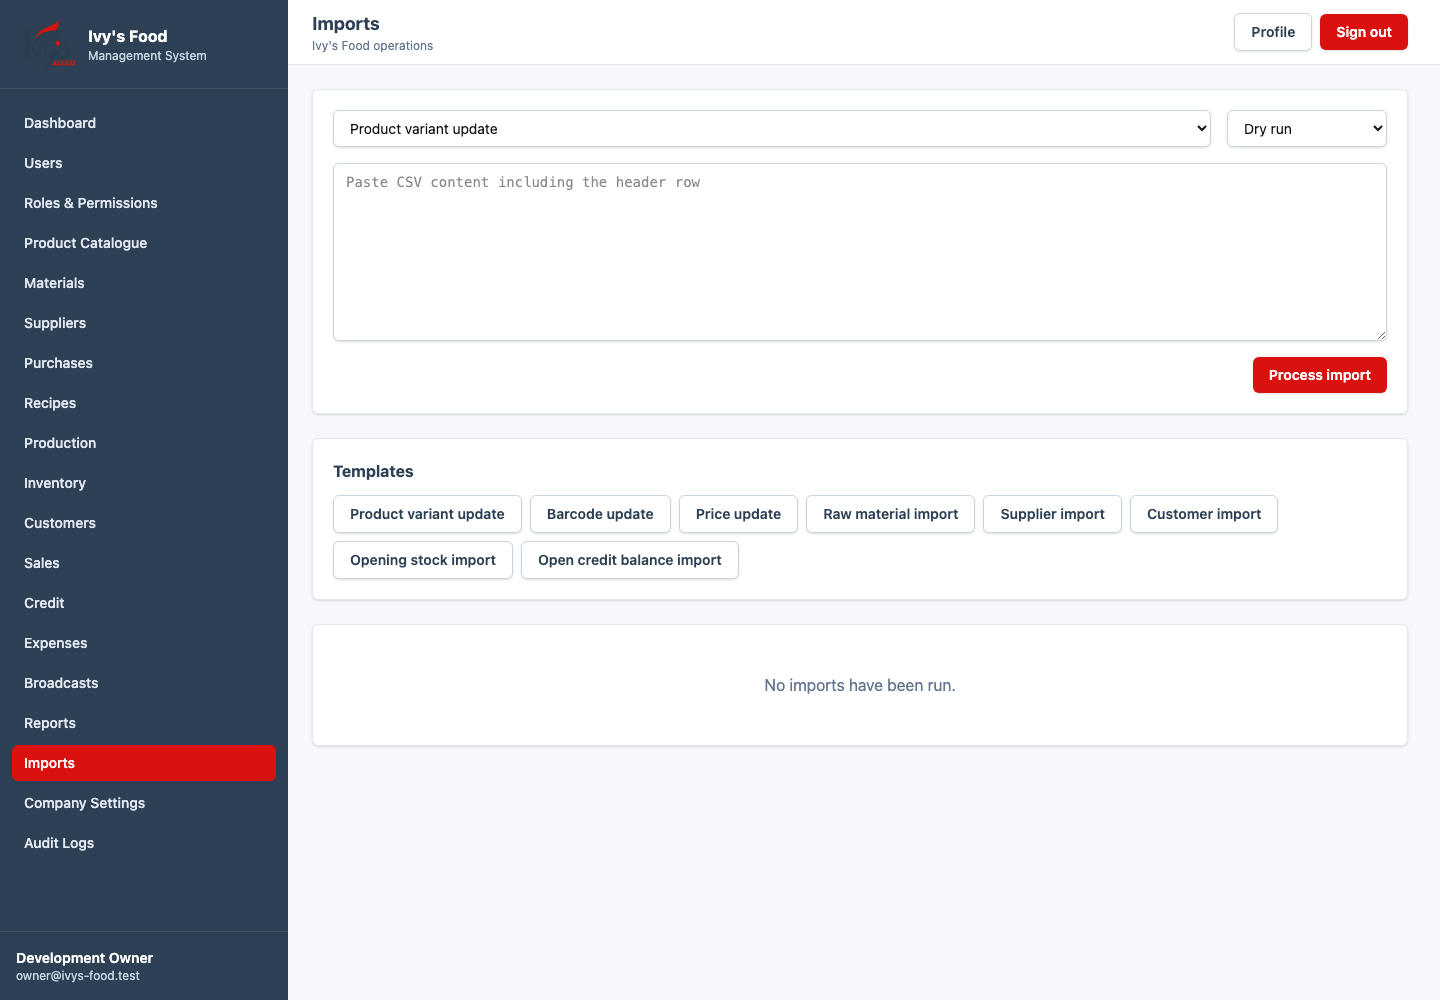 Ivy's Food
Management System
Dashboard
Users
Roles & Permissions
Product Catalogue
Materials
Suppliers
Purchases
Recipes
Production
Inventory
Customers
Sales
Credit
Expenses
Broadcasts
Reports
Imports
Company Settings
Audit Logs
Development Owner
owner@ivys-food.test
Imports
Ivy's Food operations
Profile
Sign out
Product variant update
Dry run
Paste CSV content including the header row
Process import
Templates
Product variant update
Barcode update
Price update
Raw material import
Supplier import
Customer import
Opening stock import
Open credit balance import
No imports have been run.